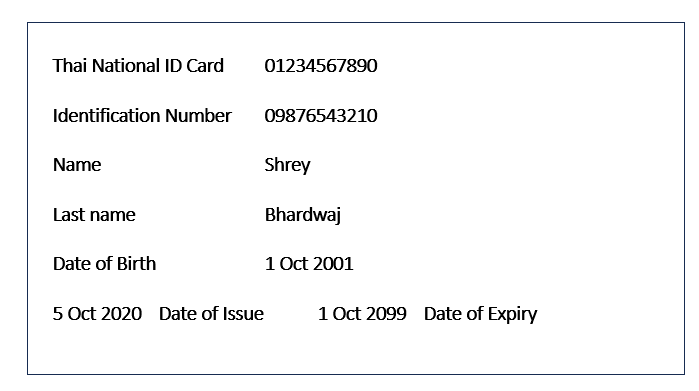 Thai National ID Card 01234567890
Identification Number 09876543210
Name Shrey
Last name Bhardwaj
Date of Birth 1 Oct 2001
5 Oct 2020 Date of Issue 1 Oct 2099 Date of Expiry